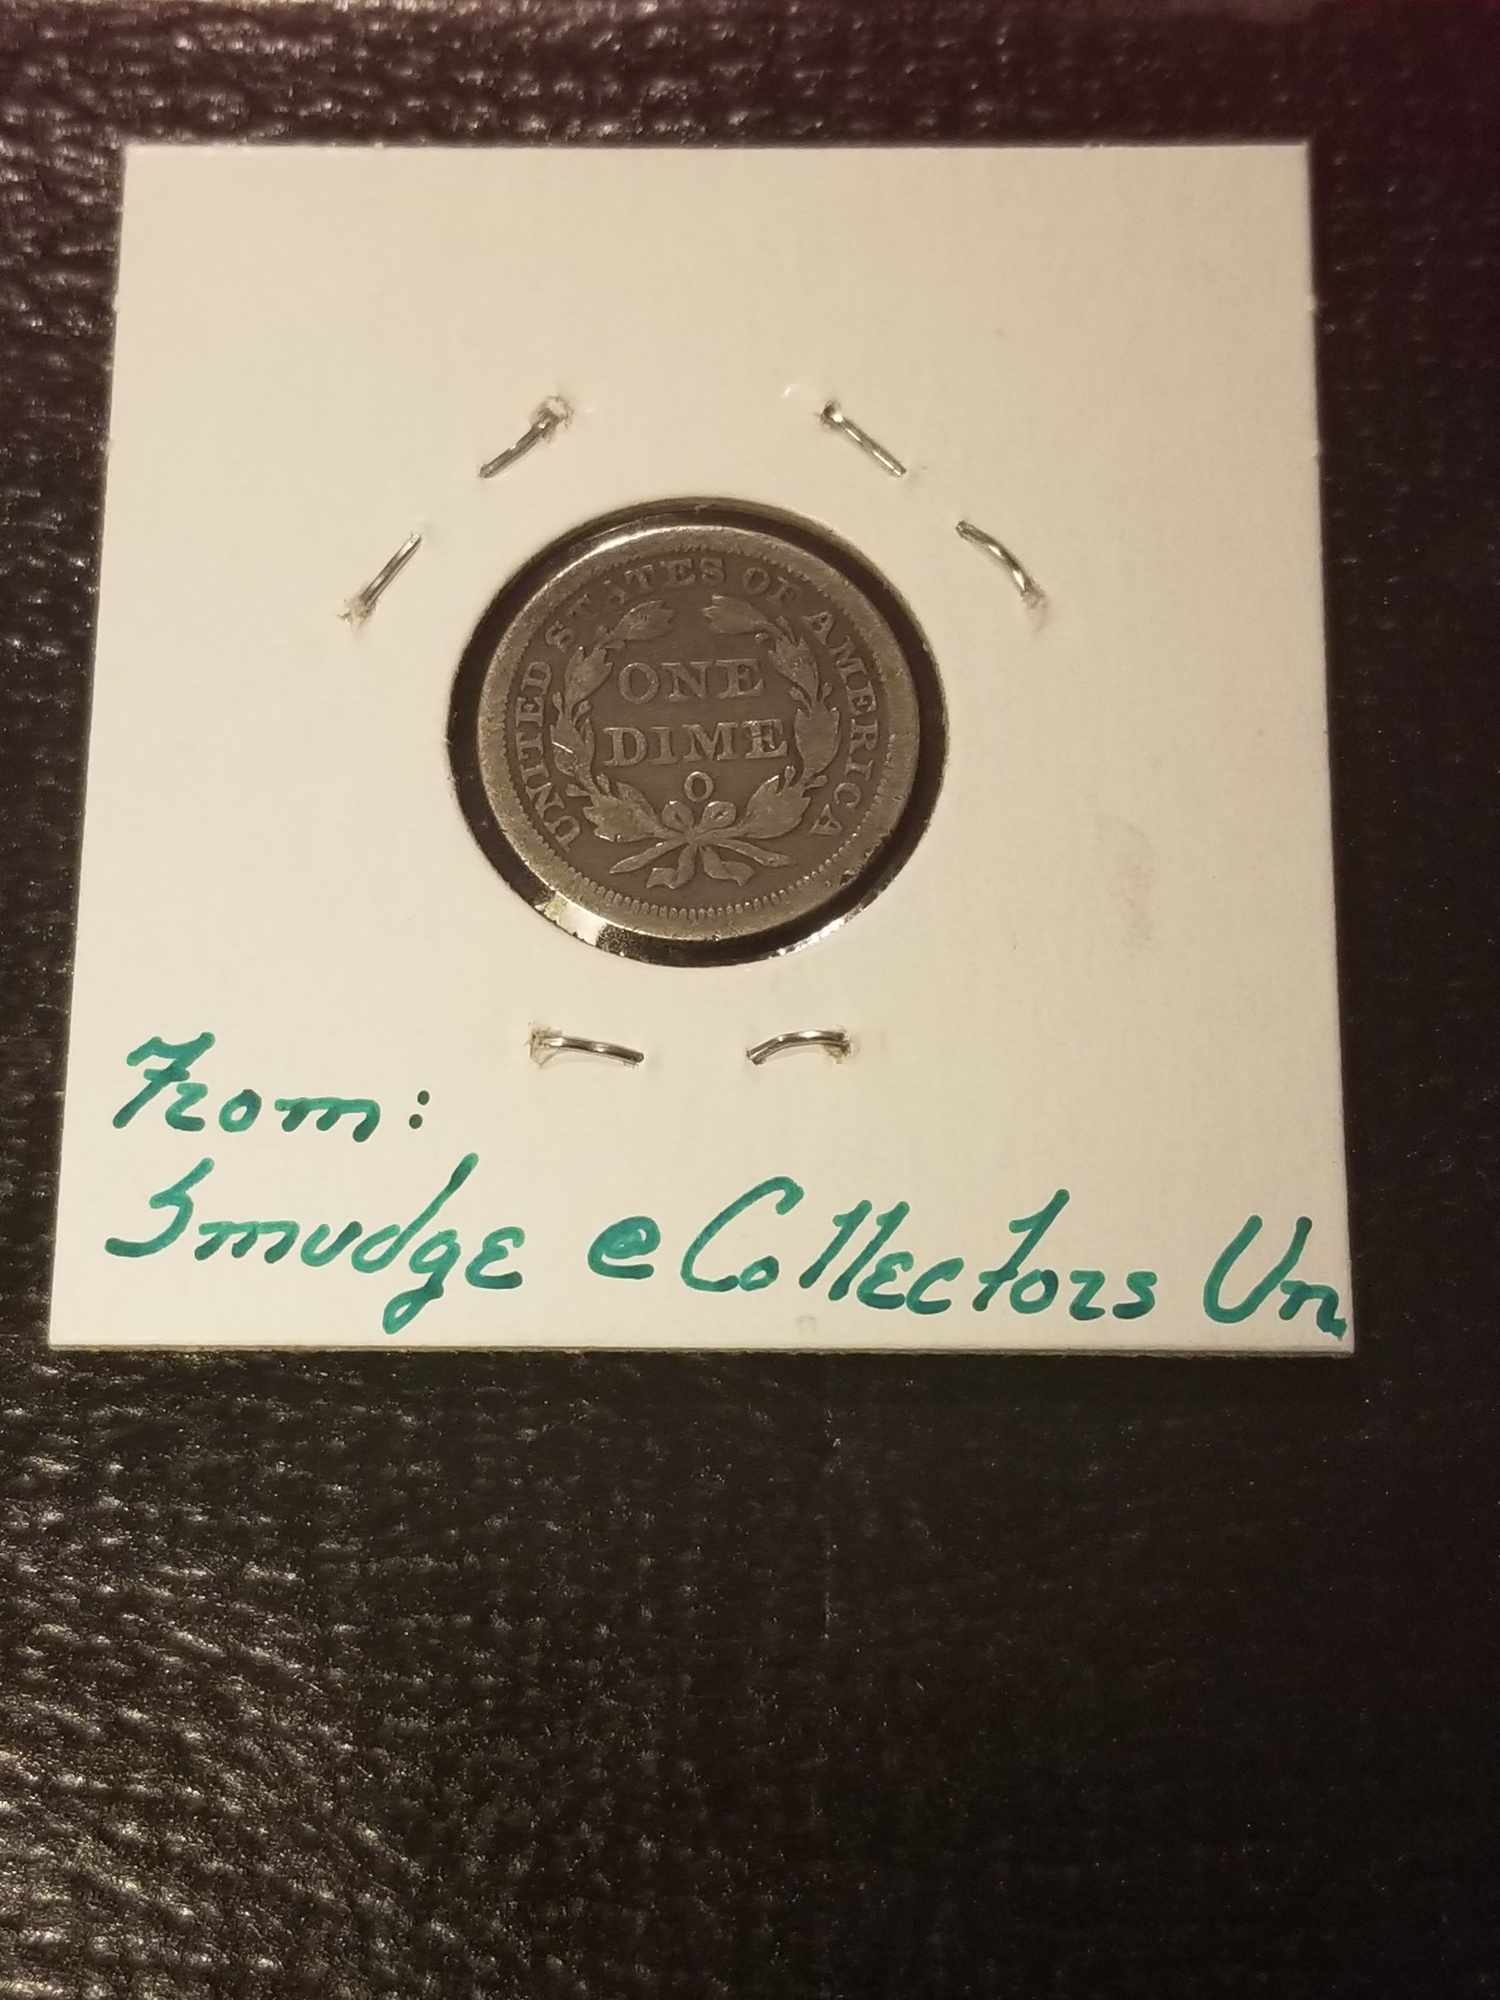 UNITED STATES OF AMERICA
ONE
DIME
O
From:
Smudge @ Collectors Un